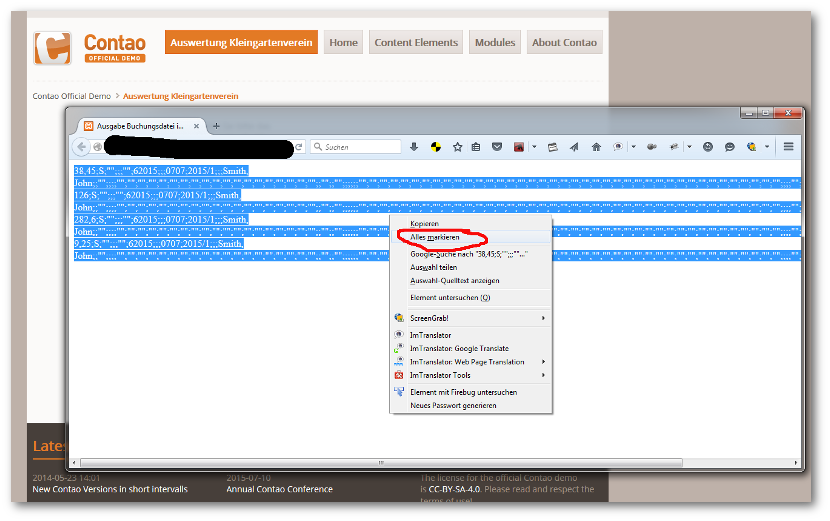 Contao
OFFICIAL DEMO
Auswertung Kleingartenverein
Home
Content Elements
Modules
About Contao
Contao Official Demo > Auswertung Kleingartenverein
Ausgabe Buchungsdatei i...
Suchen
38,45;S;"";;;"";62015;;;0707;2015/1;;;Smith,
John;;
126;S;"";;;"";62015;;;0707;2015/1;;;Smith,
John;;
282,6;S;"";;;"";62015;;;0707;2015/1;;;Smith,
John;;
9,25;S;"";;;"";62015;;;0707;2015/1;;;Smith,
John;;
Kopieren
Alles markieren
Google-Suche nach "38,45;S;"";;;"";..."
Auswahl teilen
Auswahl-Quelltext anzeigen
Element untersuchen (Q)
ScreenGrab!
ImTranslator
ImTranslator: Google Translate
ImTranslator: Web Page Translation
ImTranslator Tools
Element mit Firebug untersuchen
Neues Passwort generieren
Lates
2014-05-23 14:01
New Contao Versions in short intervalls
2015-07-10
Annual Contao Conference
The license for the official Contao demo
is CC-BY-SA-4.0. Please read and respect the
terms of use!